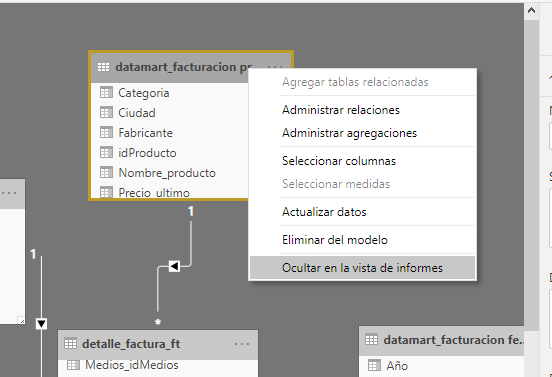 datamart_facturacion pr...
Categoria
Ciudad
Fabricante
idProducto
Nombre_producto
Precio_ultimo
Agregar tablas relacionadas
Administrar relaciones
Administrar agregaciones
Seleccionar columnas
Seleccionar medidas
Actualizar datos
Eliminar del modelo
Ocultar en la vista de informes
1
1
*
detalle_factura_ft
Medios_idMedios
datamart_facturacion fe...
Año